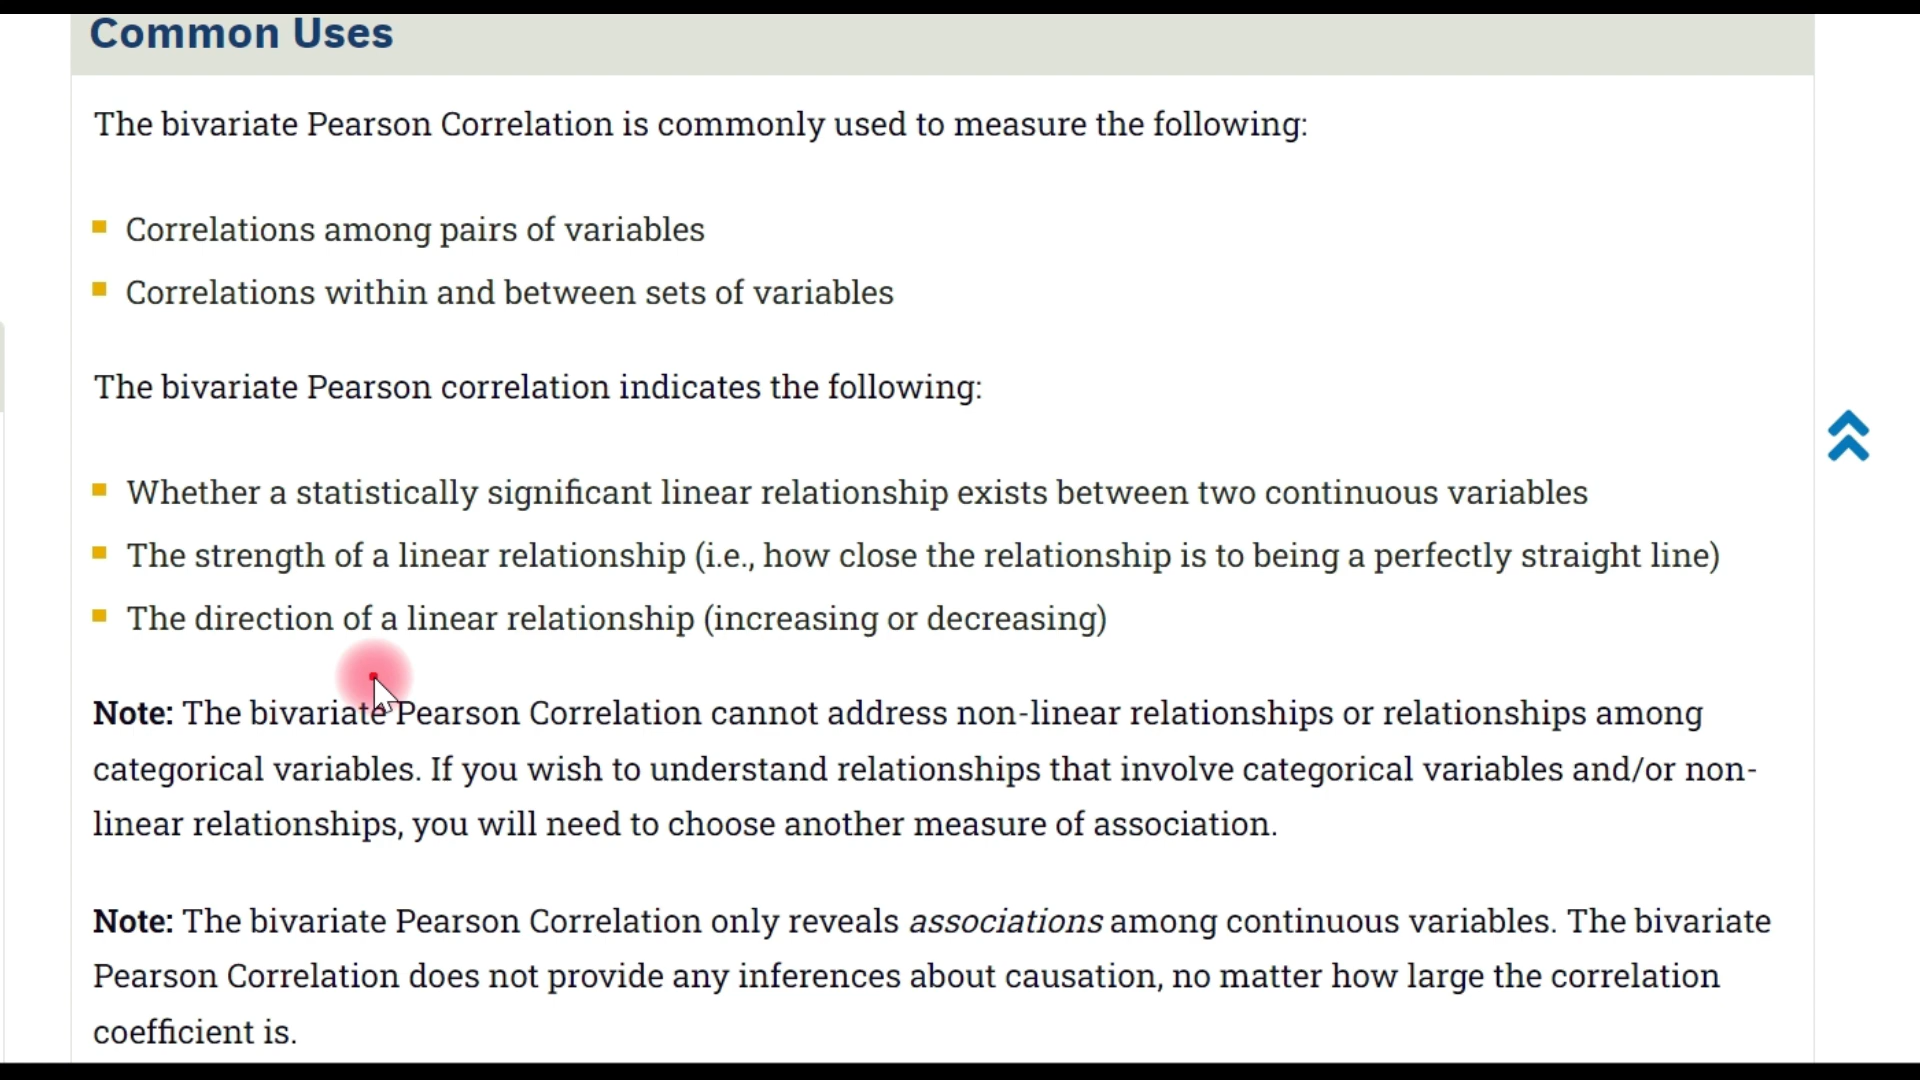 Common Uses
The bivariate Pearson Correlation is commonly used to measure the following:
Correlations among pairs of variables
Correlations within and between sets of variables
The bivariate Pearson correlation indicates the following:
Whether a statistically significant linear relationship exists between two continuous variables
The strength of a linear relationship (i.e., how close the relationship is to being a perfectly straight line)
The direction of a linear relationship (increasing or decreasing)
Note: The bivariate Pearson Correlation cannot address non-linear relationships or relationships among
categorical variables. If you wish to understand relationships that involve categorical variables and/or non-
linear relationships, you will need to choose another measure of association.
Note: The bivariate Pearson Correlation only reveals associations among continuous variables. The bivariate
Pearson Correlation does not provide any inferences about causation, no matter how large the correlation
coefficient is.